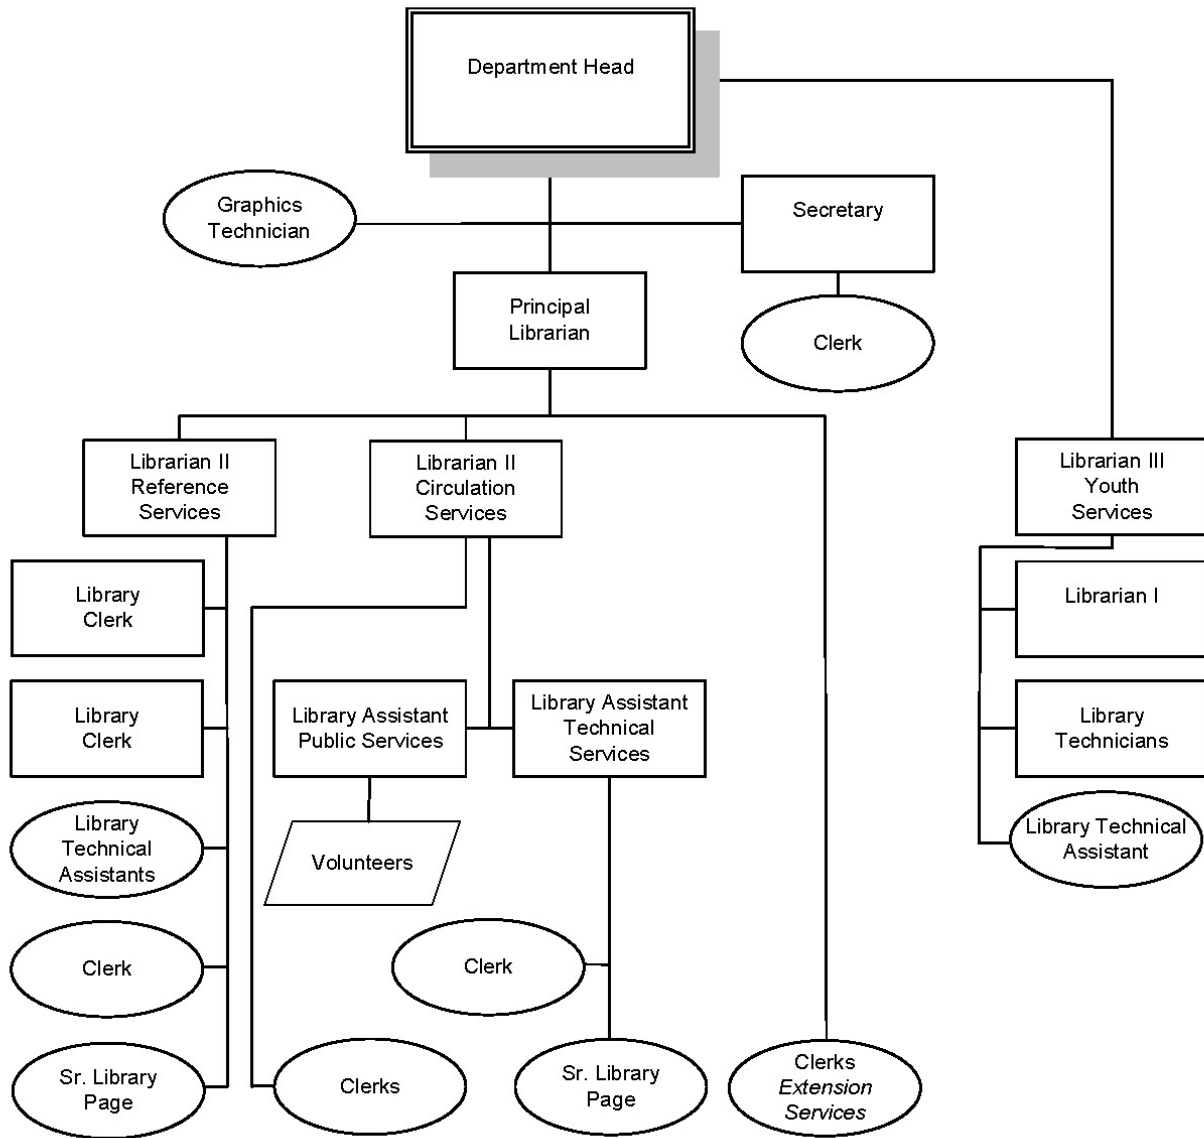 Department Head
Graphics
Technician
Secretary
Principal
Librarian
Clerk
Librarian II
Reference
Services
Librarian II
Circulation
Services
Librarian III
Youth
Services
Library
Clerk
Librarian I
Library
Clerk
Library Assistant
Public Services
Library Assistant
Technical
Services
Library
Technicians
Library
Technical
Assistants
Volunteers
Library Technical
Assistant
Clerk
Clerk
Sr. Library
Page
Clerks
Sr. Library
Page
Clerks
Extension
Services